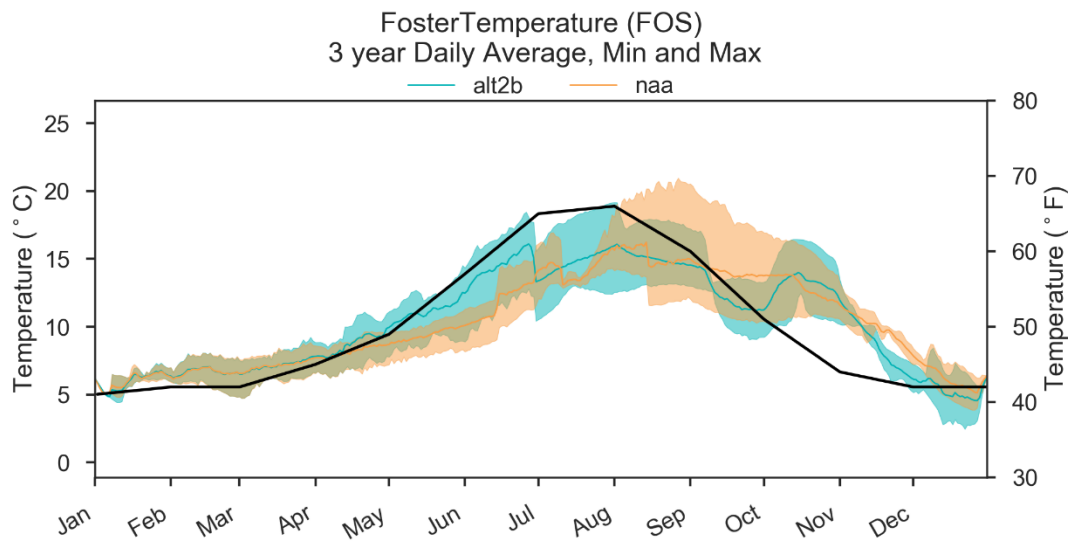 FosterTemperature (FOS)
3 year Daily Average, Min and Max
alt2b naa
Temperature ( ˚ C)
25
20
15
10
5
0
80
70
60
50
40
30
Temperature ( ˚ F)
Jan Feb Mar Apr May Jun Jul Aug Sep Oct Nov Dec